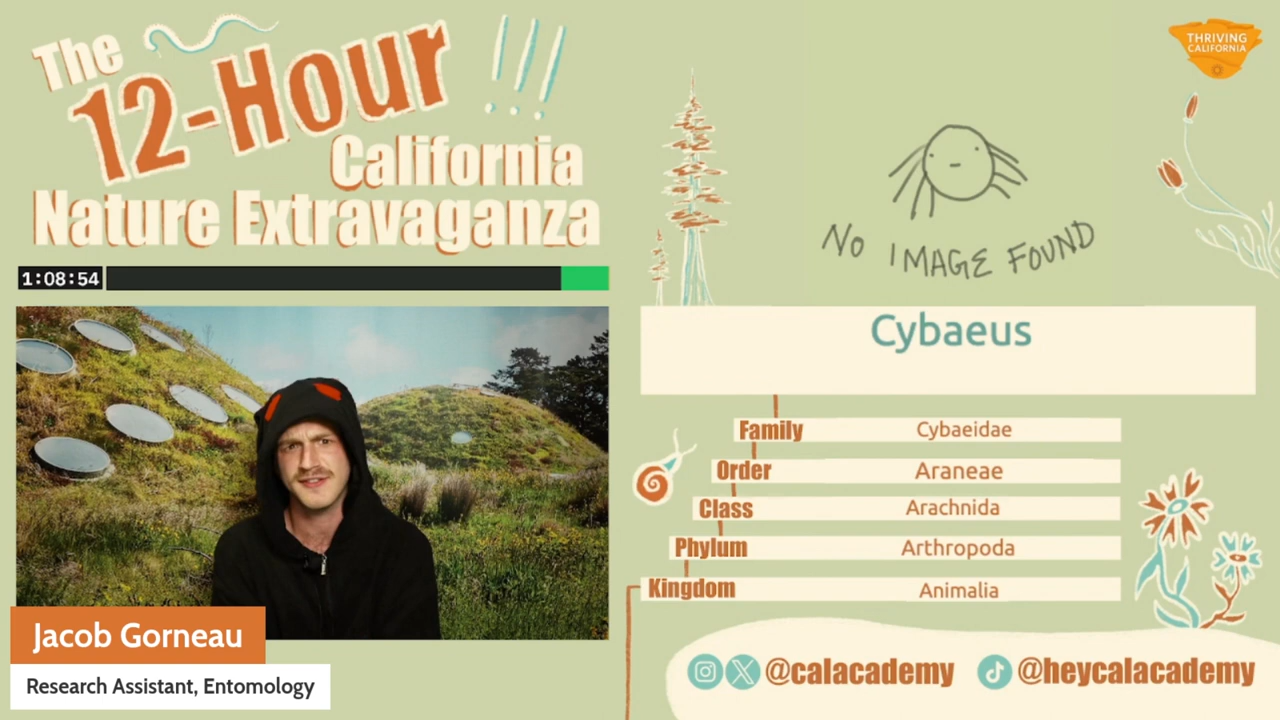 The
12-Hour !!!
California
Nature Extravaganza
1:08:54
Jacob Gorneau
Research Assistant, Entomology
THRIVING
CALIFORNIA
NO IMAGE FOUND
Cybaeus
Family Cybaeidae
Order Araneae
Class Arachnida
Phylum Arthropoda
Kingdom Animalia
@calacademy @heycalacademy